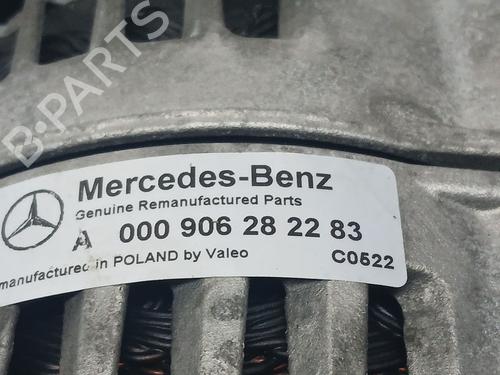 B-PARTS
Mercedes-Benz
Genuine Remanufactured Parts
A 000 906 28 22 83
manufactured in POLAND by Valeo C0522